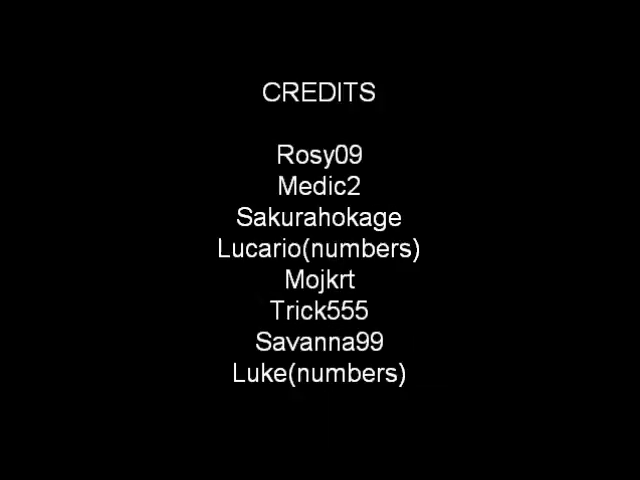 CREDITS
Rosy09
Medic2
Sakurahokage
Lucario(numbers)
Mojkrt
Trick555
Savanna99
Luke(numbers)